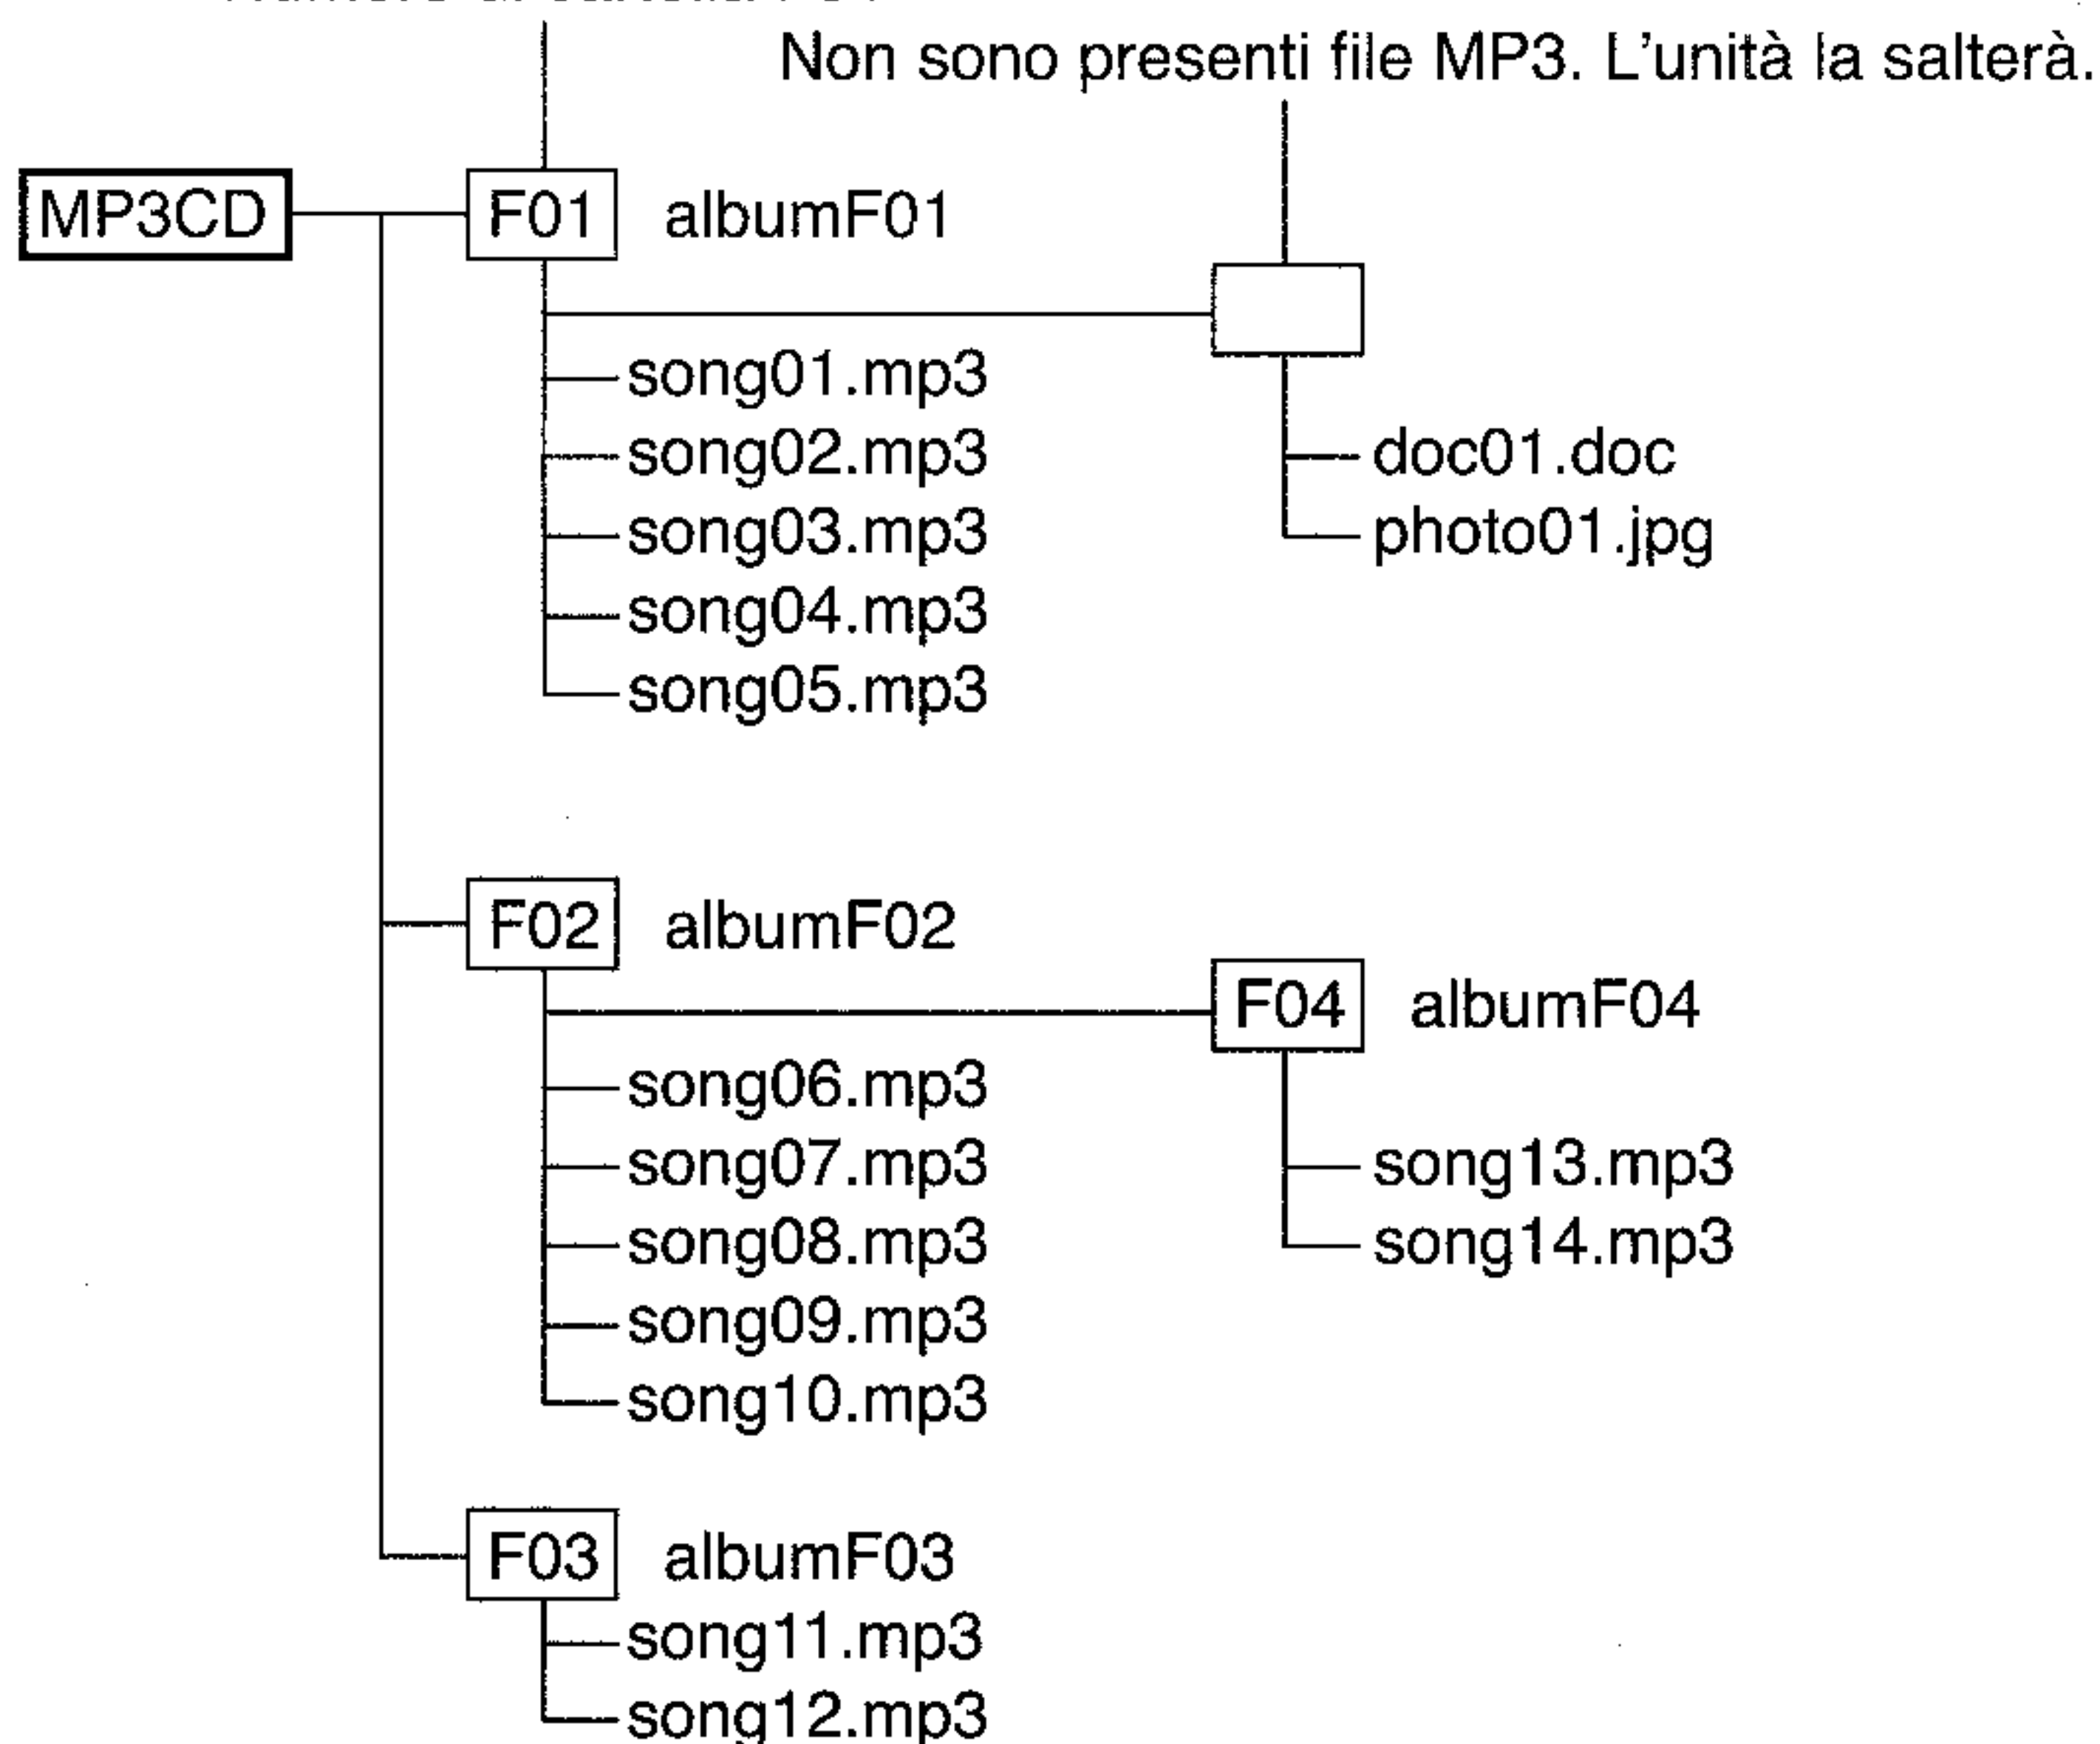 Non sono presenti file MP3. L'unità la salterà.
MP3CD
F01 albumF01
song01.mp3
song02.mp3
song03.mp3
song04.mp3
song05.mp3
doc01.doc
photo01.jpg
F02 albumF02
F04 albumF04
song06.mp3
song07.mp3
song08.mp3
song09.mp3
song10.mp3
song13.mp3
song14.mp3
F03 albumF03
song11.mp3
song12.mp3